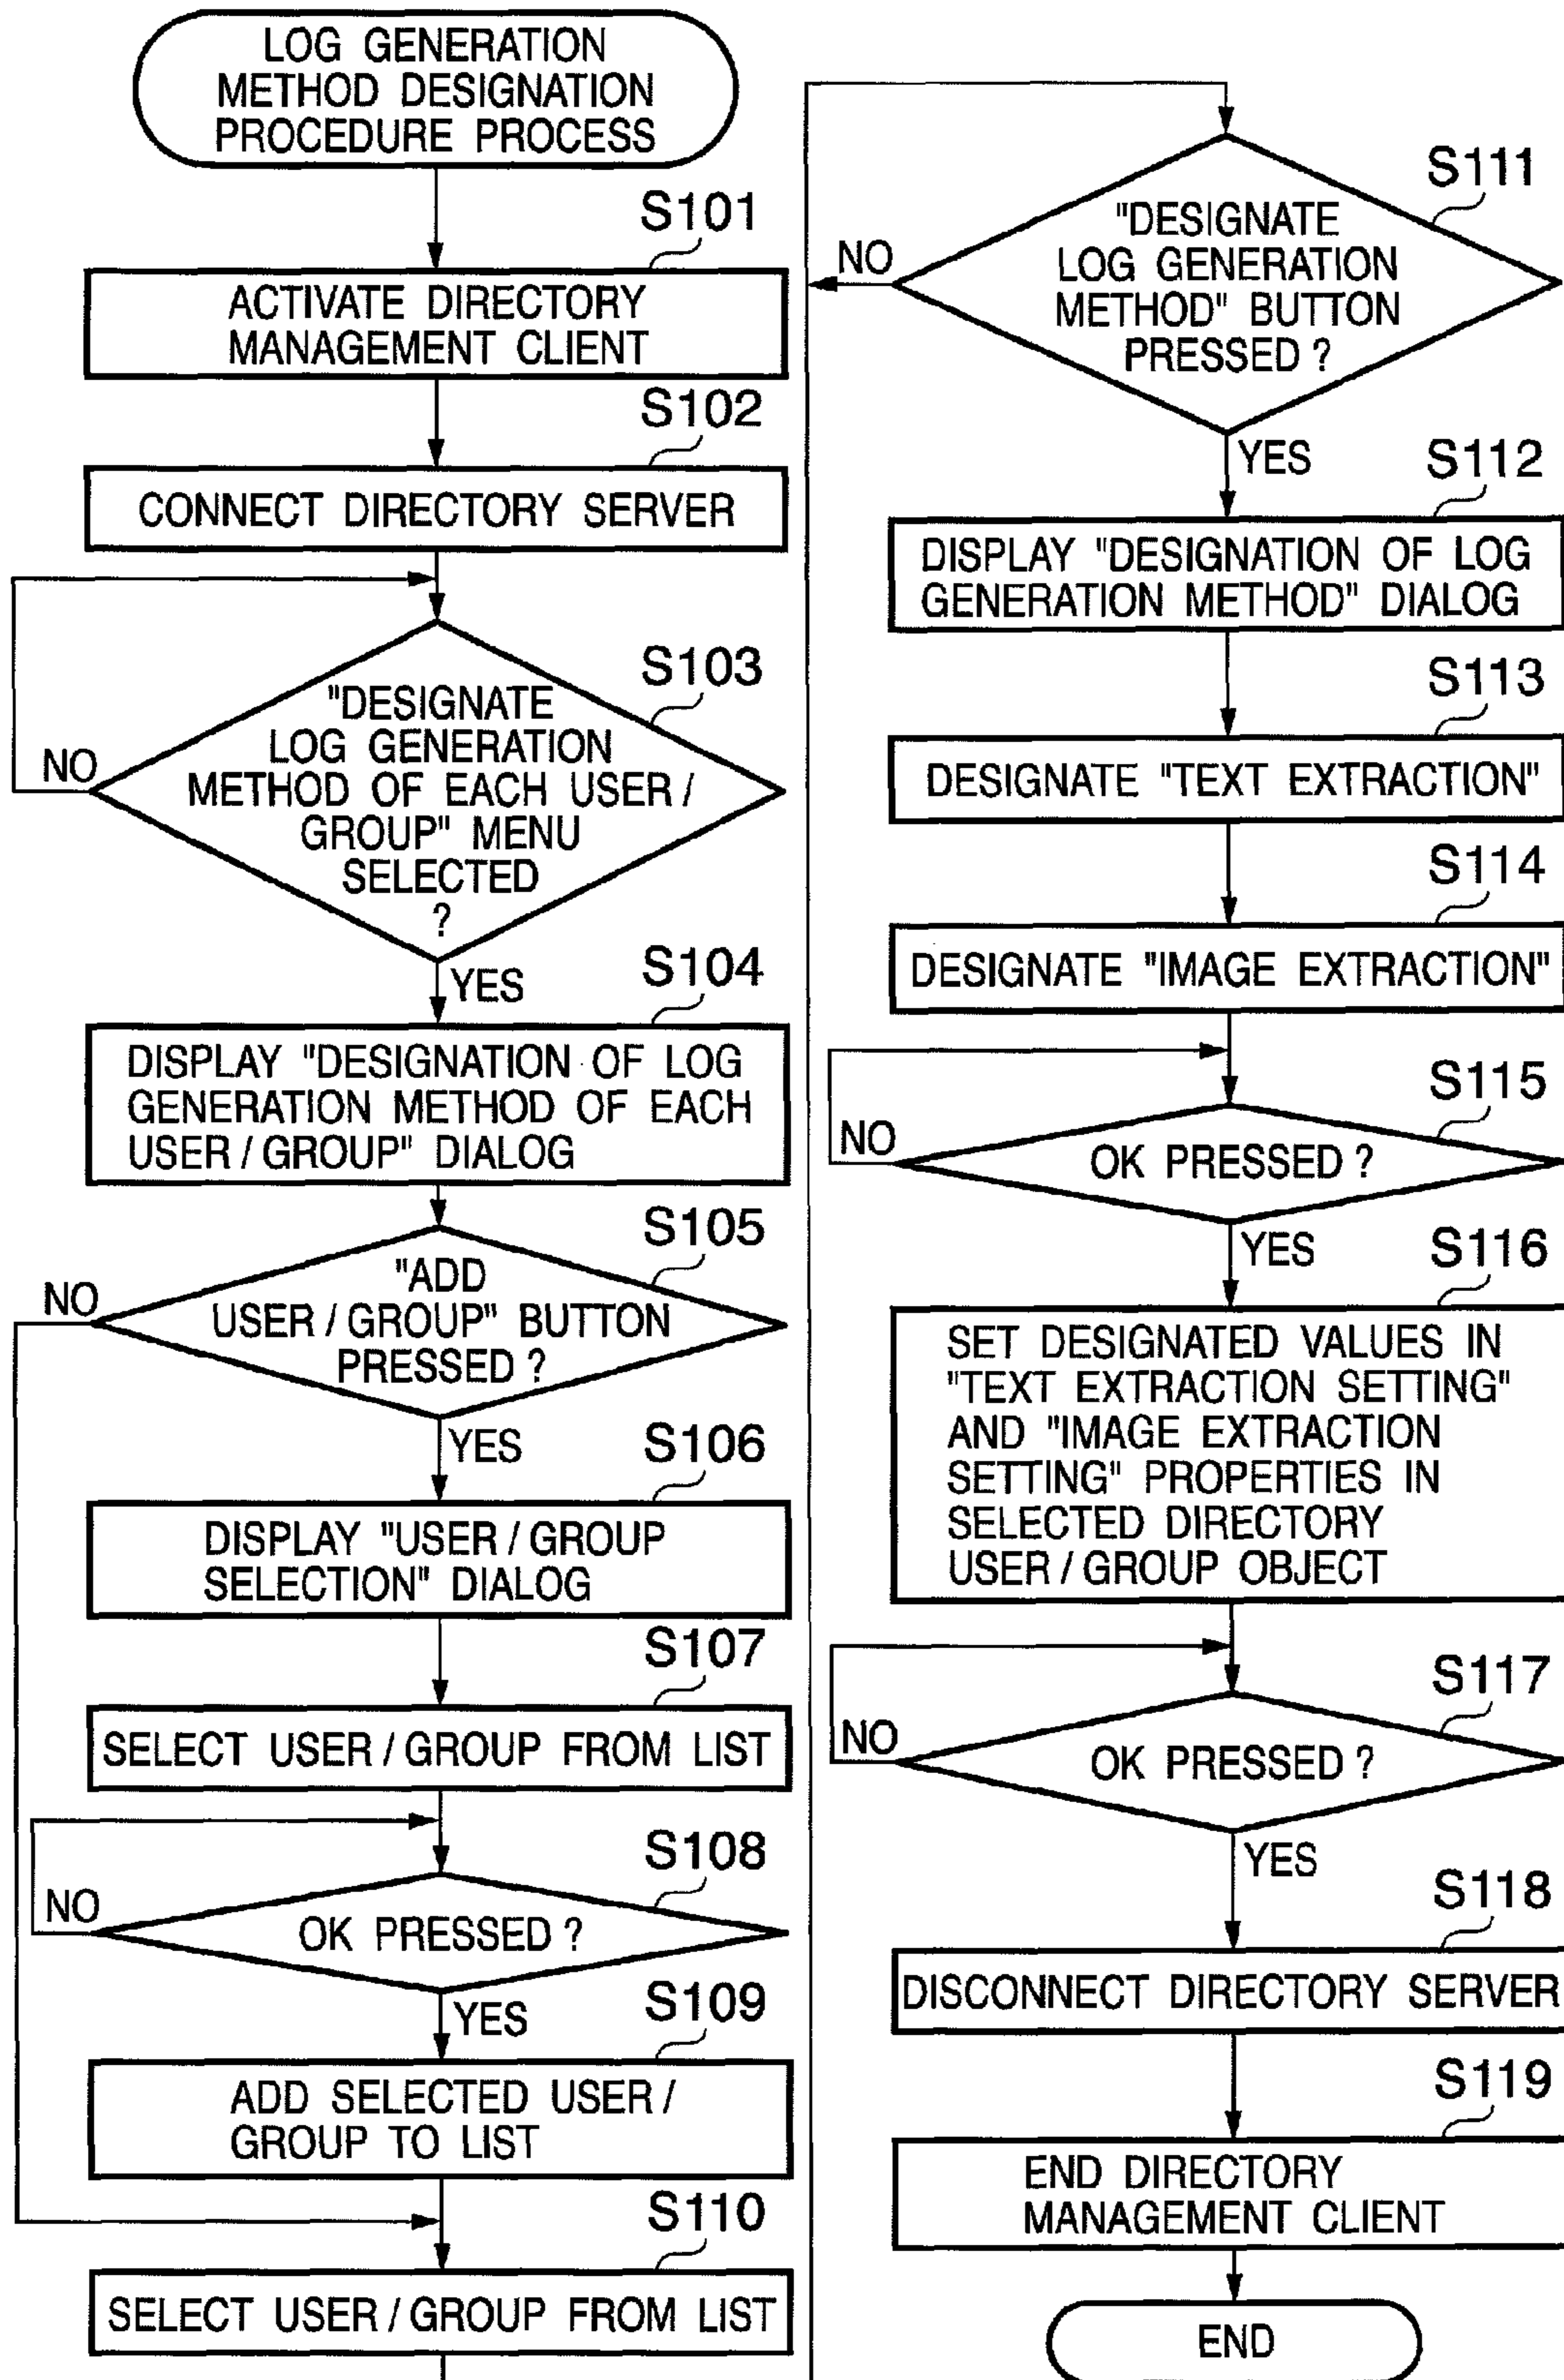 LOG GENERATION
METHOD DESIGNATION
PROCEDURE PROCESS
S101
ACTIVATE DIRECTORY
MANAGEMENT CLIENT
S102
CONNECT DIRECTORY SERVER
S103
"DESIGNATE
LOG GENERATION
METHOD OF EACH USER /
GROUP" MENU
SELECTED
?
NO
YES
S104
DISPLAY "DESIGNATION OF LOG
GENERATION METHOD OF EACH
USER / GROUP" DIALOG
S105
"ADD
USER / GROUP" BUTTON
PRESSED ?
NO
YES
S106
DISPLAY "USER / GROUP
SELECTION" DIALOG
S107
SELECT USER / GROUP FROM LIST
S108
OK PRESSED ?
NO
YES
S109
ADD SELECTED USER /
GROUP TO LIST
S110
SELECT USER / GROUP FROM LIST
S111
"DESIGNATE
LOG GENERATION
METHOD" BUTTON
PRESSED ?
NO
YES
S112
DISPLAY "DESIGNATION OF LOG
GENERATION METHOD" DIALOG
S113
DESIGNATE "TEXT EXTRACTION"
S114
DESIGNATE "IMAGE EXTRACTION"
S115
OK PRESSED ?
NO
YES
S116
SET DESIGNATED VALUES IN
"TEXT EXTRACTION SETTING"
AND "IMAGE EXTRACTION
SETTING" PROPERTIES IN
SELECTED DIRECTORY
USER / GROUP OBJECT
S117
OK PRESSED ?
NO
YES
S118
DISCONNECT DIRECTORY SERVER
S119
END DIRECTORY
MANAGEMENT CLIENT
END